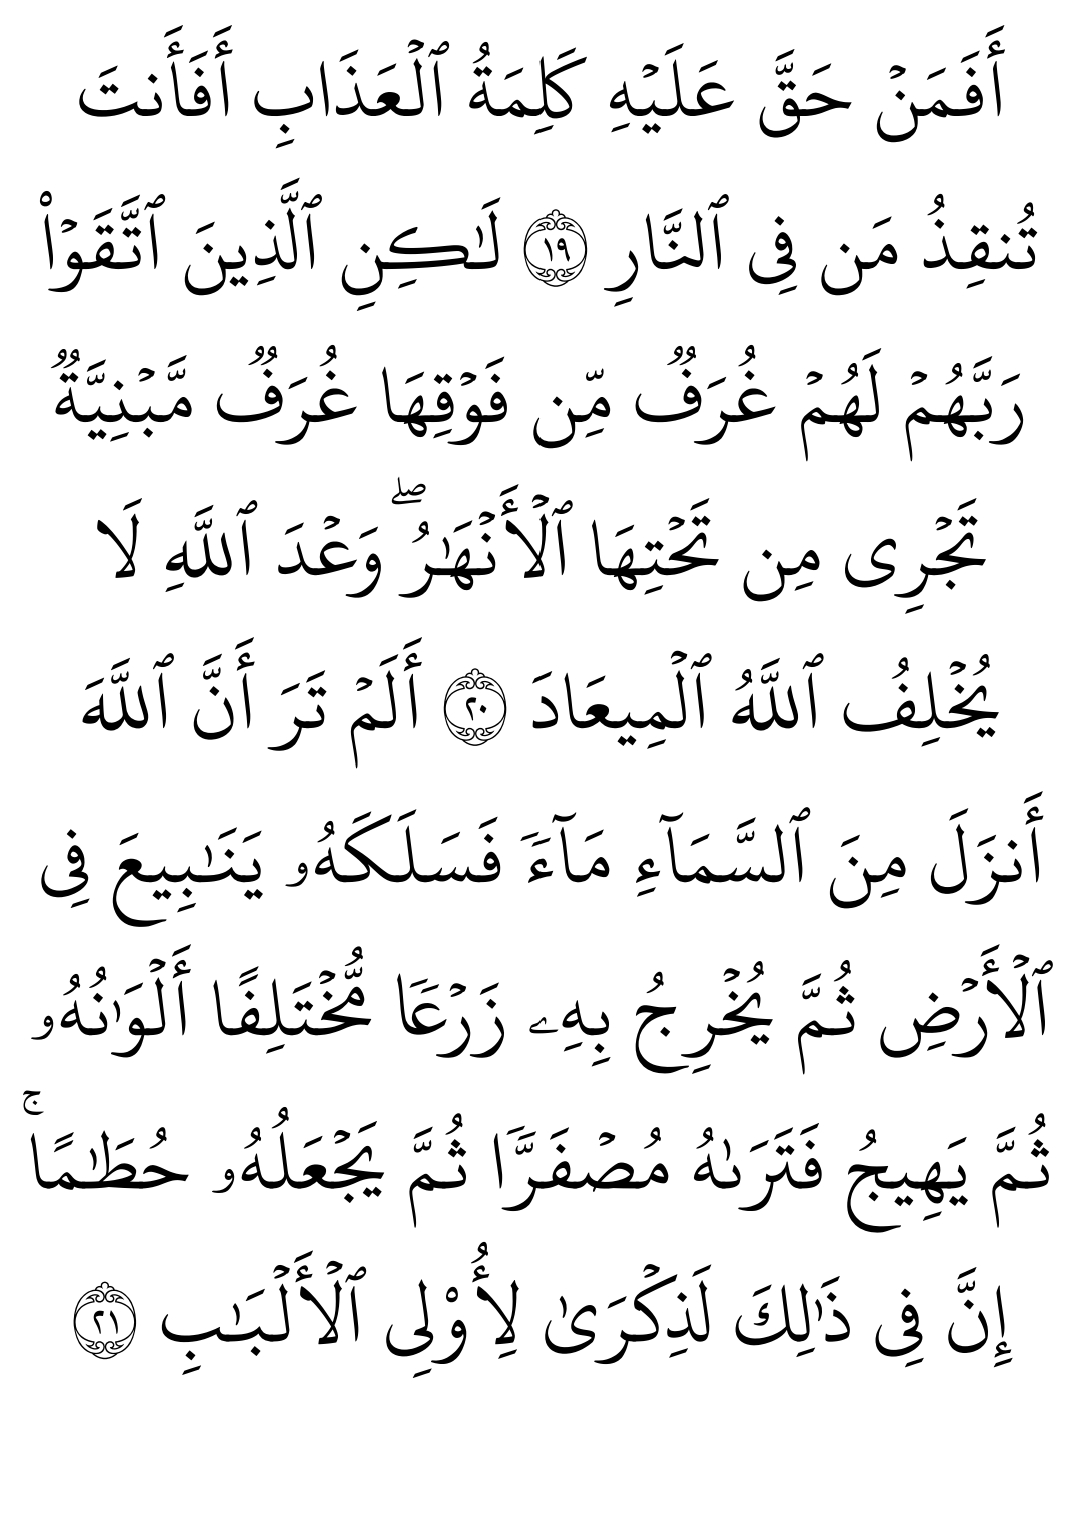 أَفَمَنۡ حَقَّ عَلَيۡهِ كَلِمَةُ ٱلۡعَذَابِ أَفَأَنتَ
تُنقِذُ مَن فِى ٱلنَّارِ ۝١٩ لَـٰكِنِ ٱلَّذِينَ ٱتَّقَوۡاْ
رَبَّهُمۡ لَهُمۡ غُرَفٌ مِّن فَوۡقِهَا غُرَفٌ مَّبۡنِيَّةٌ
تَجۡرِى مِن تَحۡتِهَا ٱلۡأَنۡهَـٰرُ‌ۖ وَعۡدَ ٱللَّهِ لَا
يُخۡلِفُ ٱللَّهُ ٱلۡمِيعَادَ ۝٢٠ أَلَمۡ تَرَ أَنَّ ٱللَّهَ
أَنزَلَ مِنَ ٱلسَّمَآءِ مَآءً فَسَلَكَهُۥ يَنَـٰبِيعَ فِى
ٱلۡأَرۡضِ ثُمَّ يُخۡرِجُ بِهِۦ زَرۡعًا مُّخۡتَلِفًا أَلۡوَٰنُهُۥ
ثُمَّ يَهِيجُ فَتَرَٮٰهُ مُصۡفَرًّا ثُمَّ يَجۡعَلُهُۥ حُطَـٰمًا‌ۚ
إِنَّ فِى ذَٲلِكَ لَذِكۡرَىٰ لِأُوْلِى ٱلۡأَلۡبَـٰبِ ۝٢١